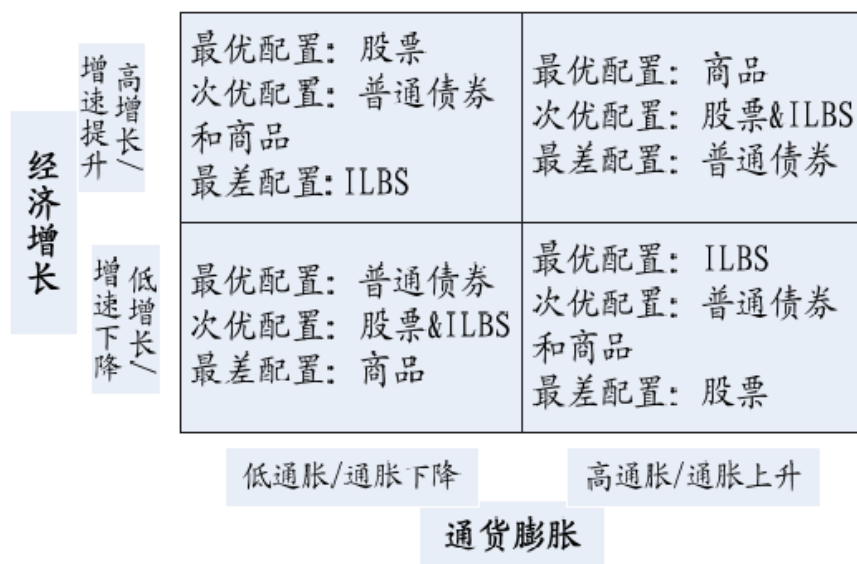 经济增长
高增长/
增速提升
最优配置：股票
次优配置：普通债券
和商品
最差配置：ILBS
最优配置：商品
次优配置：股票&ILBS
最差配置：普通债券
低增长/
增速下降
最优配置：普通债券
次优配置：股票&ILBS
最差配置：商品
最优配置：ILBS
次优配置：普通债券
和商品
最差配置：股票
低通胀/通胀下降
高通胀/通胀上升
通货膨胀